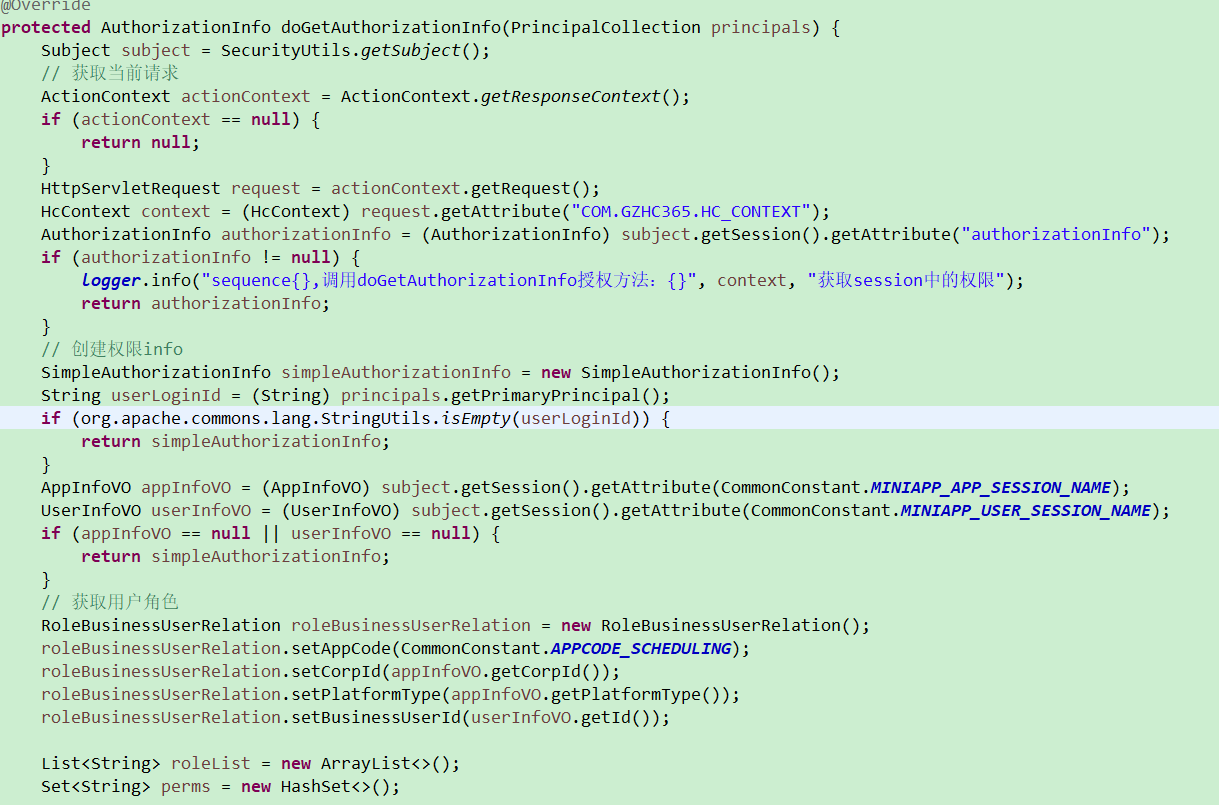 @Override
protected AuthorizationInfo doGetAuthorizationInfo(PrincipalCollection principals) {
    Subject subject = SecurityUtils.getSubject();
    // 获取当前请求
    ActionContext actionContext = ActionContext.getResponseContext();
    if (actionContext == null) {
        return null;
    }
    HttpServletRequest request = actionContext.getRequest();
    HcContext context = (HcContext) request.getAttribute("COM.GZHC365.HC_CONTEXT");
    AuthorizationInfo authorizationInfo = (AuthorizationInfo) subject.getSession().getAttribute("authorizationInfo");
    if (authorizationInfo != null) {
        logger.info("sequence{},调用doGetAuthorizationInfo授权方法：{}", context, "获取session中的权限");
        return authorizationInfo;
    }
    // 创建权限info
    SimpleAuthorizationInfo simpleAuthorizationInfo = new SimpleAuthorizationInfo();
    String userLoginId = (String) principals.getPrimaryPrincipal();
    if (org.apache.commons.lang.StringUtils.isEmpty(userLoginId)) {
        return simpleAuthorizationInfo;
    }
    AppInfoVO appInfoVO = (AppInfoVO) subject.getSession().getAttribute(CommonConstant.MINIAPP_APP_SESSION_NAME);
    UserInfoVO userInfoVO = (UserInfoVO) subject.getSession().getAttribute(CommonConstant.MINIAPP_USER_SESSION_NAME);
    if (appInfoVO == null || userInfoVO == null) {
        return simpleAuthorizationInfo;
    }
    // 获取用户角色
    RoleBusinessUserRelation roleBusinessUserRelation = new RoleBusinessUserRelation();
    roleBusinessUserRelation.setAppCode(CommonConstant.APPCODE_SCHEDULING);
    roleBusinessUserRelation.setCorpId(appInfoVO.getCorpId());
    roleBusinessUserRelation.setPlatformType(appInfoVO.getPlatformType());
    roleBusinessUserRelation.setBusinessUserId(userInfoVO.getId());

    List<String> roleList = new ArrayList<>();
    Set<String> perms = new HashSet<>();